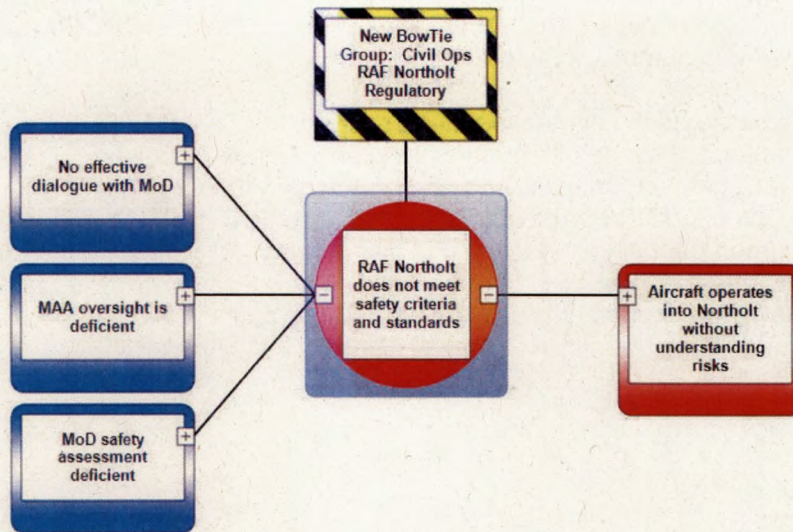 New BowTie
Group: Civil Ops
RAF Northolt
Regulatory
No effective
dialogue with MoD
MAA oversight is
deficient
MoD safety
assessment
deficient
RAF Northolt
does not meet
safety criteria
and standards
Aircraft operates
into Northolt
without
understanding
risks